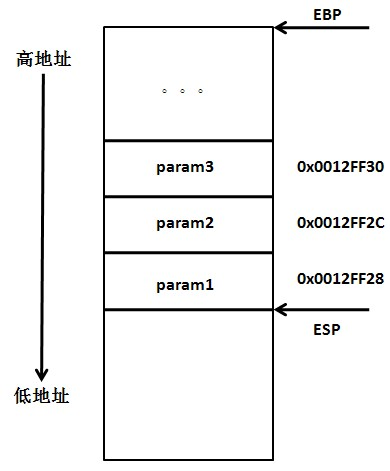 EBP
高地址
。。。
param3 0x0012FF30
param2 0x0012FF2C
param1 0x0012FF28
ESP
低地址